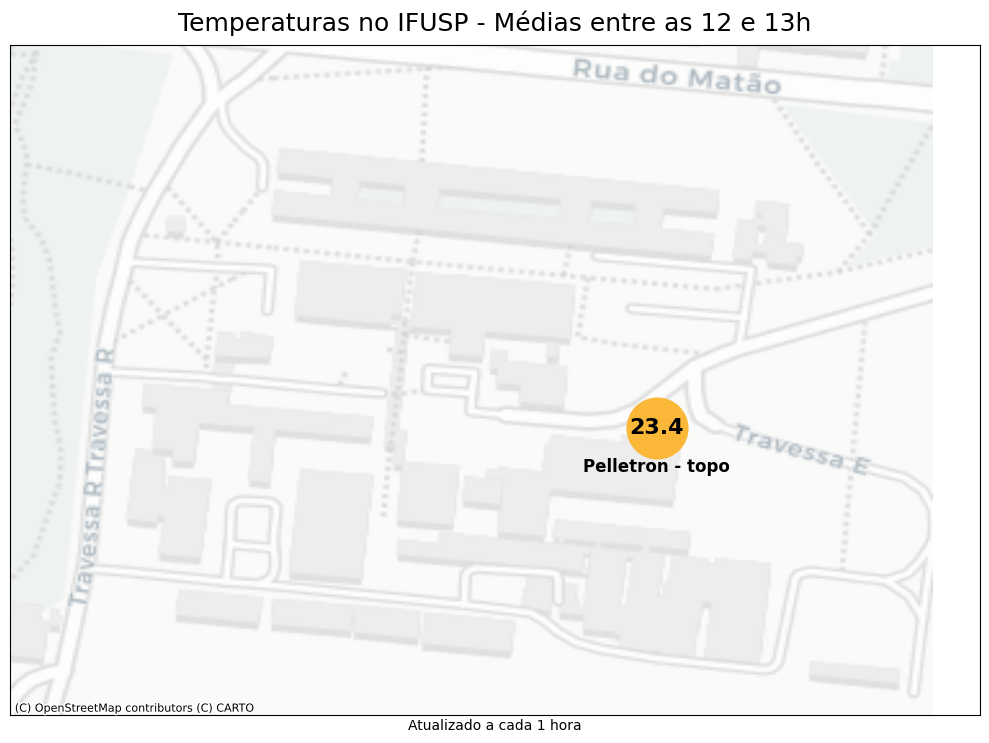 Temperaturas no IFUSP - Médias entre as 12 e 13h
Rua do Matão
Travessa R Travessa R
23.4
Travessa E
Pelletron - topo
(C) OpenStreetMap contributors (C) CARTO
Atualizado a cada 1 hora